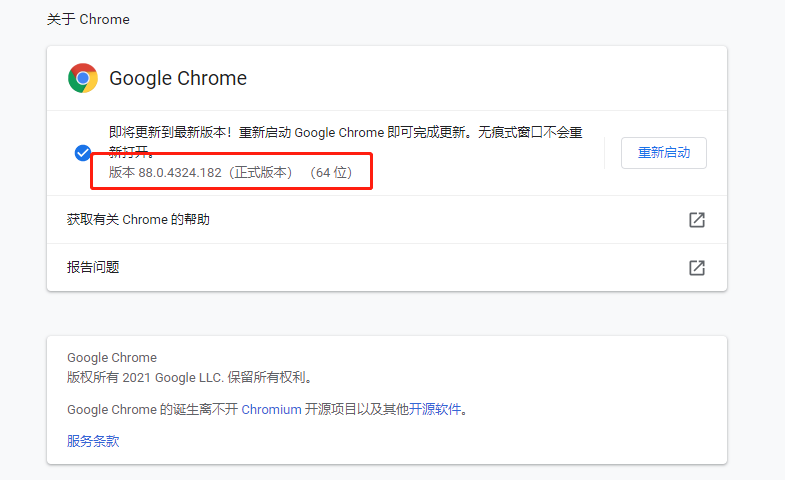 关于 Chrome
Google Chrome
即将更新到最新版本！重新启动 Google Chrome 即可完成更新。无痕式窗口不会重
新打开。
版本 88.0.4324.182（正式版本） （64 位）
重新启动
获取有关 Chrome 的帮助
报告问题
Google Chrome
版权所有 2021 Google LLC. 保留所有权利。
Google Chrome 的诞生离不开 Chromium 开源项目以及其他开源软件。
服务条款